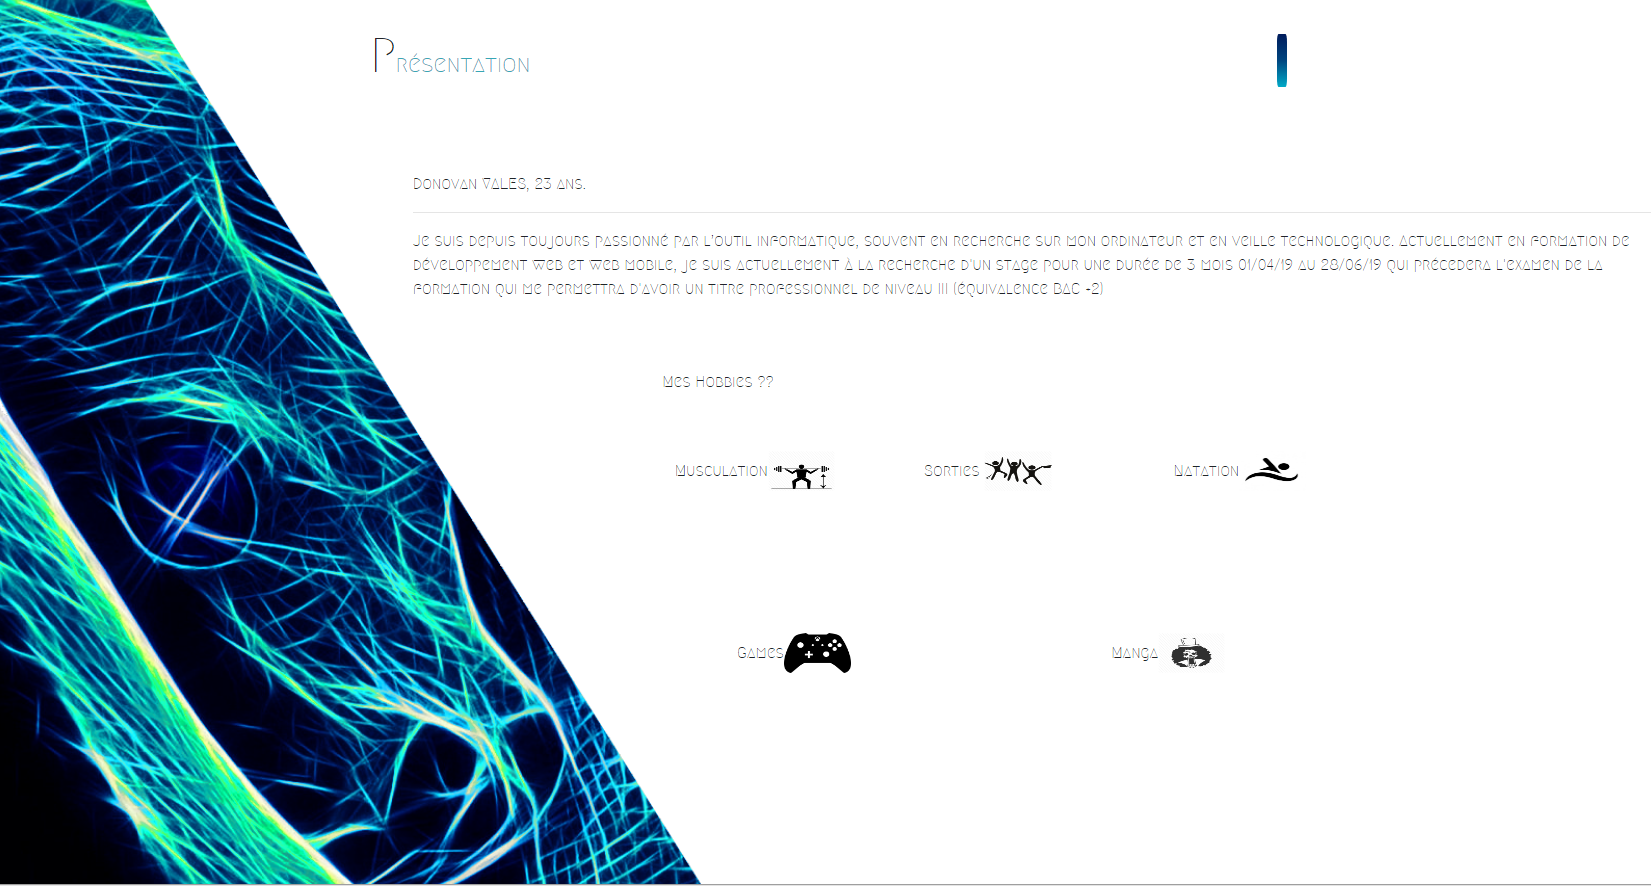 Présentation
Donovan VALES, 23 ans.
Je suis depuis toujours passionné par l'outil informatique, souvent en recherche sur mon ordinateur et en veille technologique. Actuellement en formation de
développement web et web mobile, je suis actuellement à la recherche d'un stage pour une durée de 3 mois 01/04/19 au 28/06/19 qui précedera l'examen de la
formation qui me permettra d'avoir un titre professionnel de niveau III (équivalence BAC +2)
Mes hobbies ??
Musculation Sorties Natation
Games Manga